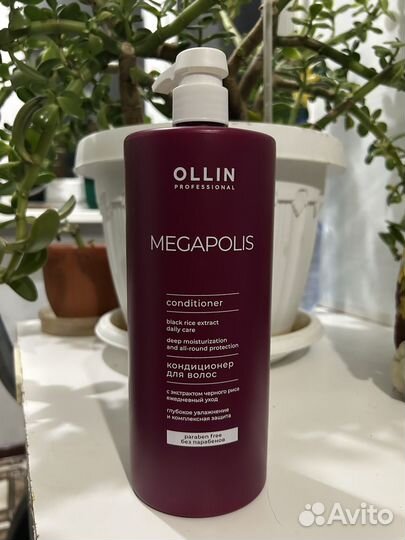 OLLIN
PROFESSIONAL
MEGAPOLIS
conditioner
black rice extract
daily care
deep moisturization
and all-round protection
кондиционер
для волос
с экстрактом черного риса
ежедневный уход
глубокое увлажнение
и комплексная защита
paraben free
без парабенов
Avito